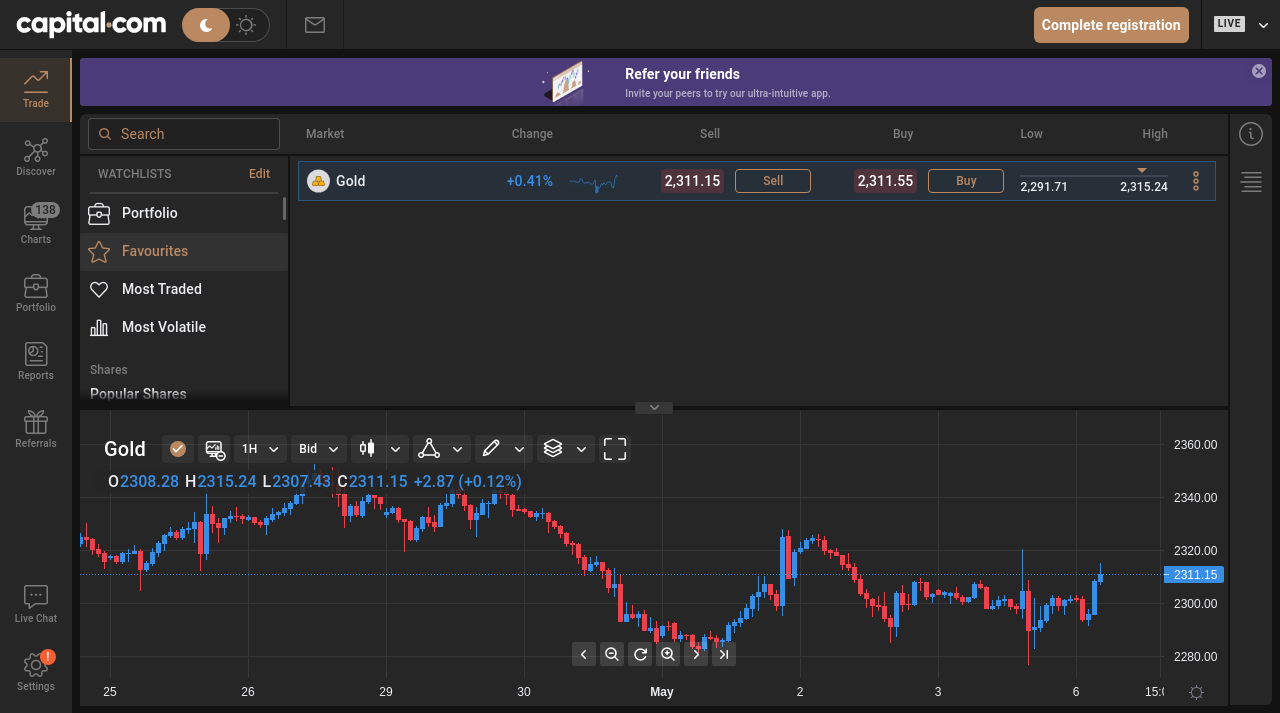 capital.com
Complete registration
LIVE
Refer your friends
Invite your peers to try our ultra-intuitive app.
Trade
Discover
138
Charts
Portfolio
Reports
Referrals
Live Chat
!
Settings
Search
Market Change Sell Buy Low High
WATCHLISTS Edit
Portfolio
Favourites
Most Traded
Most Volatile
Shares
Popular Shares
Gold +0.41% 2,311.15 Sell 2,311.55 Buy 2,291.71 2,315.24
Gold 1H Bid
O2308.28 H2315.24 L2307.43 C2311.15 +2.87 (+0.12%)
2360.00
2340.00
2320.00
2311.15
2300.00
2280.00
25 26 29 30 May 2 3 6 15:0